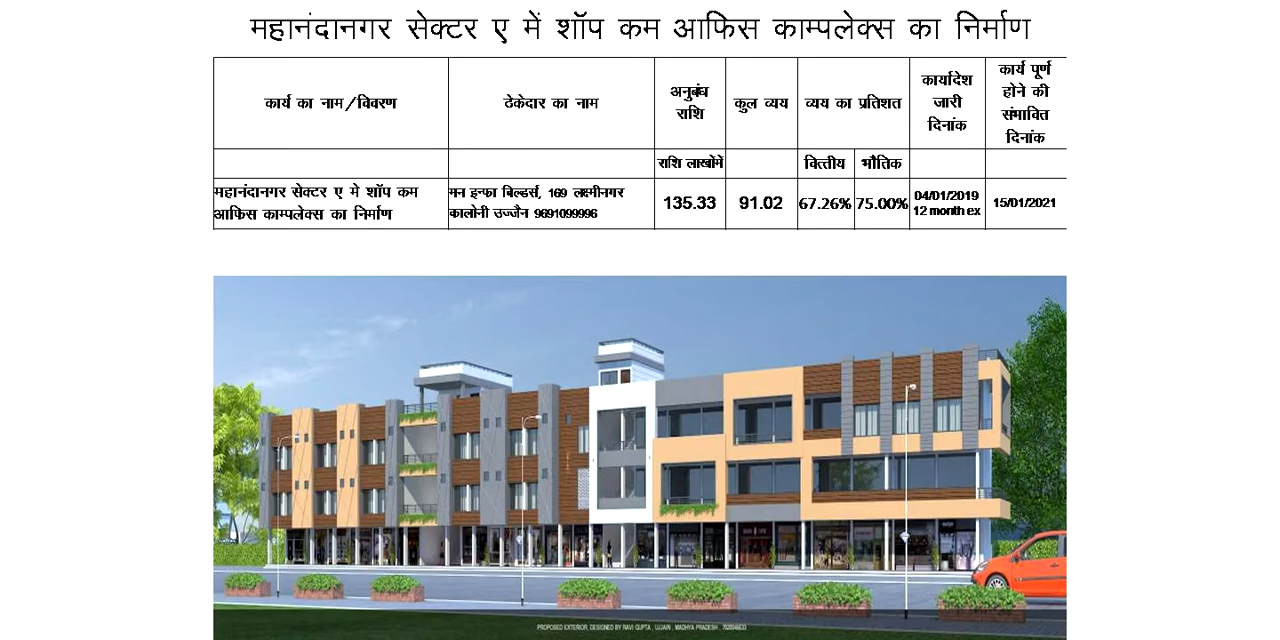 महानंदानगर सेक्टर ए में शॉप कम आफिस काम्पलेक्स का निर्माण
कार्य का नाम/विवरण
ठेकेदार का नाम
अनुबंध
राशि
कुल व्यय
व्यय का प्रतिशत
कार्यादेश
जारी
दिनांक
कार्य पूर्ण
होने की
संभावित
दिनांक
राशि लाखोंमें
वित्तीय
भौतिक
महानंदानगर सेक्टर ए मे शॉप कम
आफिस काम्पलेक्स का निर्माण
मन इन्फा बिल्डर्स, 169 लक्ष्मीनगर
कालोनी उज्जैन 9691099996
135.33
91.02
67.26%
75.00%
04/01/2019
12 month ex
15/01/2021
PROPOSED EXTERIOR, DESIGNED BY RAVI GUPTA , UJJAIN , MADHYA PRADESH ,